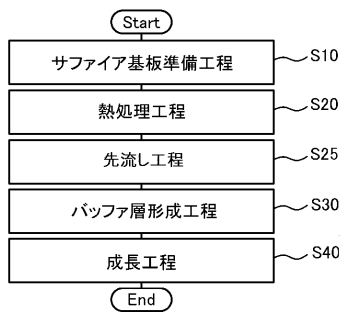 Start
サファイア基板準備工程
S10
熱処理工程
S20
先流し工程
S25
バッファ層形成工程
S30
成長工程
S40
End